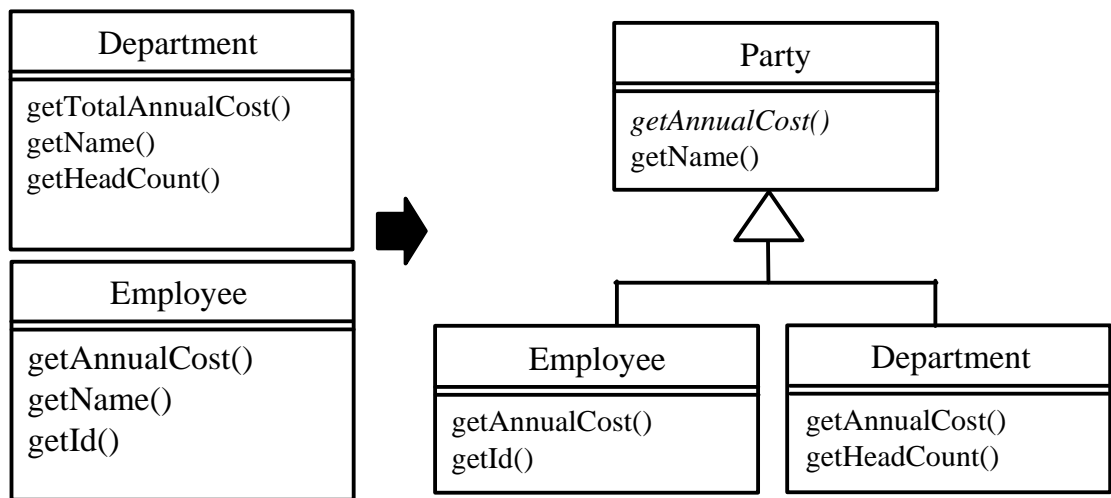 Department
getTotalAnnualCost()
getName()
getHeadCount()
Employee
getAnnualCost()
getName()
getId()
Party
getAnnualCost()
getName()
Employee
getAnnualCost()
getId()
Department
getAnnualCost()
getHeadCount()